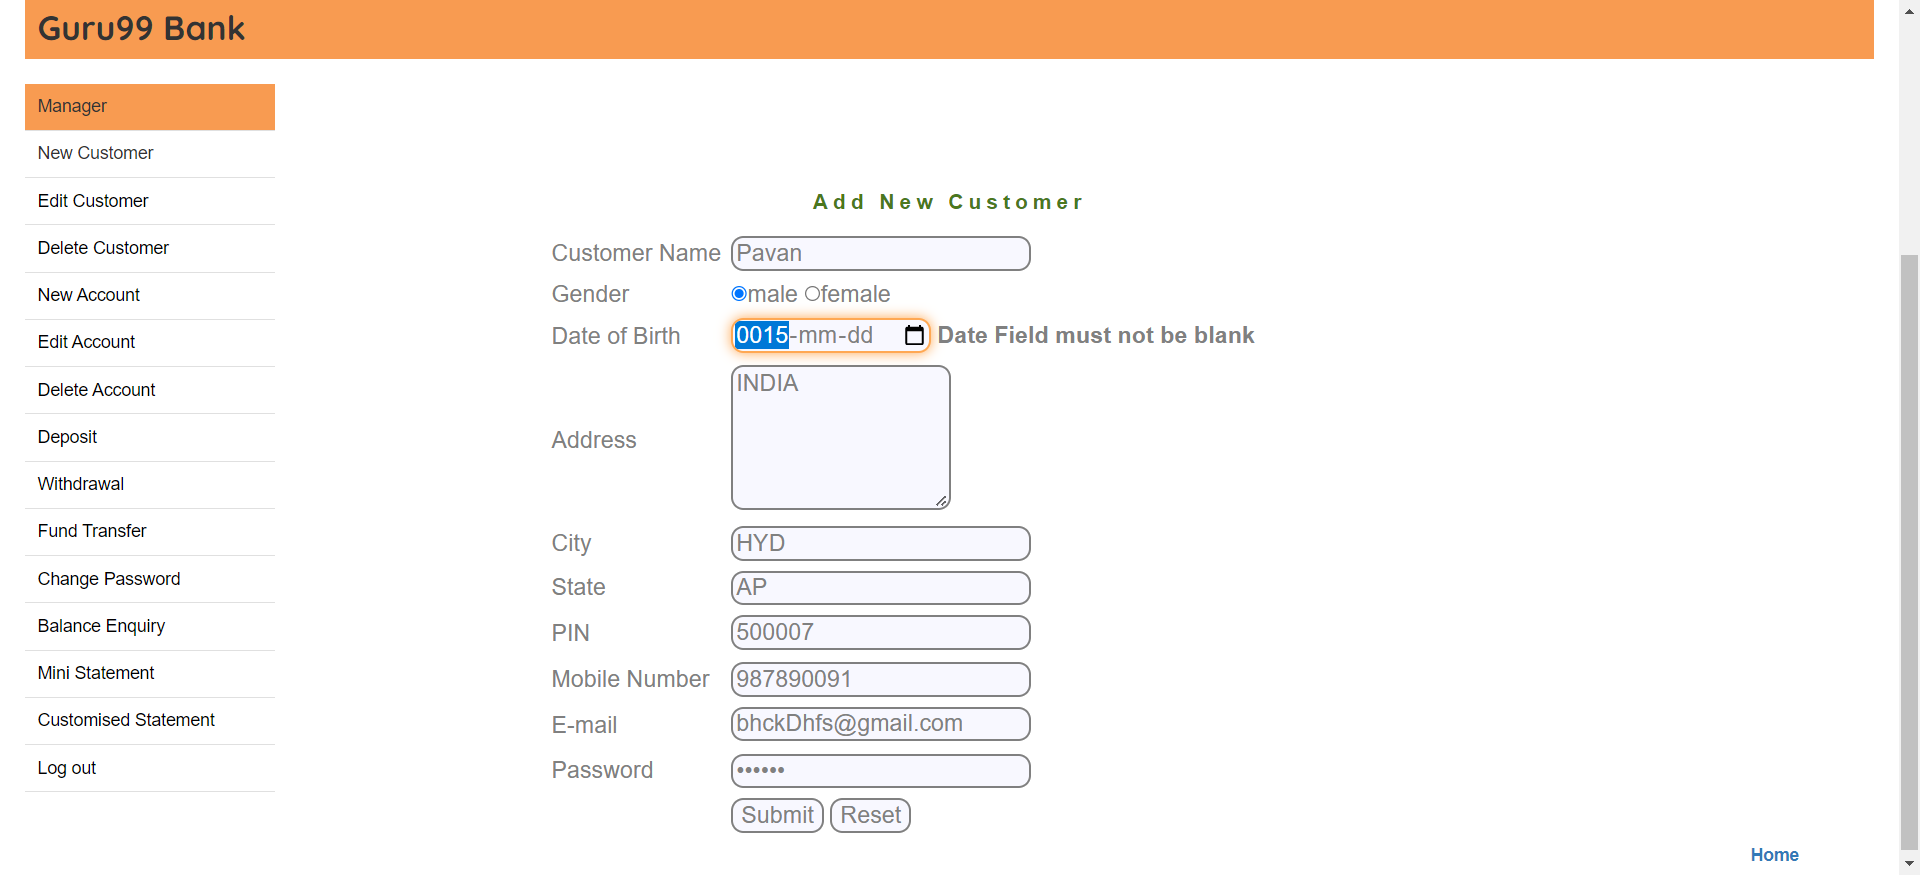 Guru99 Bank
Manager
New Customer
Edit Customer
Delete Customer
New Account
Edit Account
Delete Account
Deposit
Withdrawal
Fund Transfer
Change Password
Balance Enquiry
Mini Statement
Customised Statement
Log out
Add New Customer
Customer Name Pavan
Gender male female
Date of Birth 0015-mm-dd Date Field must not be blank
Address INDIA
City HYD
State AP
PIN 500007
Mobile Number 987890091
E-mail bhckDhfs@gmail.com
Password ••••••
Submit Reset
Home